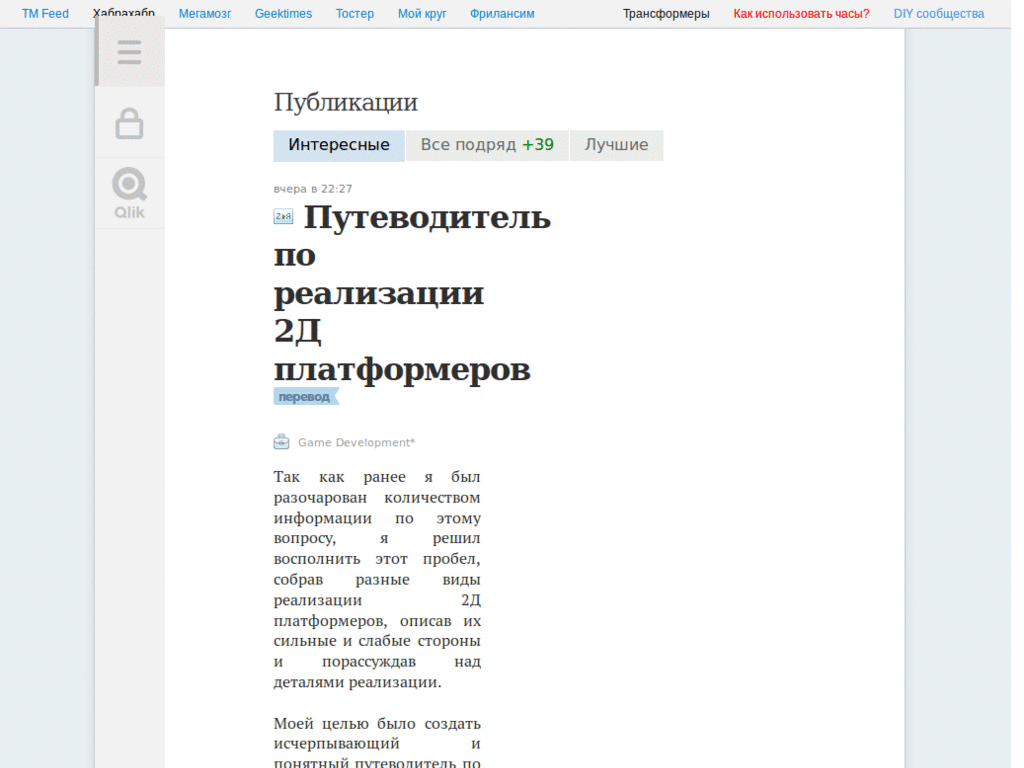 TM Feed Хабрахабр Мегамозг Geektimes Тостер Мой круг Фрилансим Трансформеры Как использовать часы? DIY сообщества
Qlik
Публикации
Интересные Все подряд +39 Лучшие
вчера в 22:27
Путеводитель
по
реализации
2Д
платформеров
перевод
Game Development*
Так как ранее я был
разочарован количеством
информации по этому
вопросу, я решил
восполнить этот пробел,
собрав разные виды
реализации 2Д
платформеров, описав их
сильные и слабые стороны
и порассуждав над
деталями реализации.
Моей целью было создать
исчерпывающий и
понятный путеводитель по